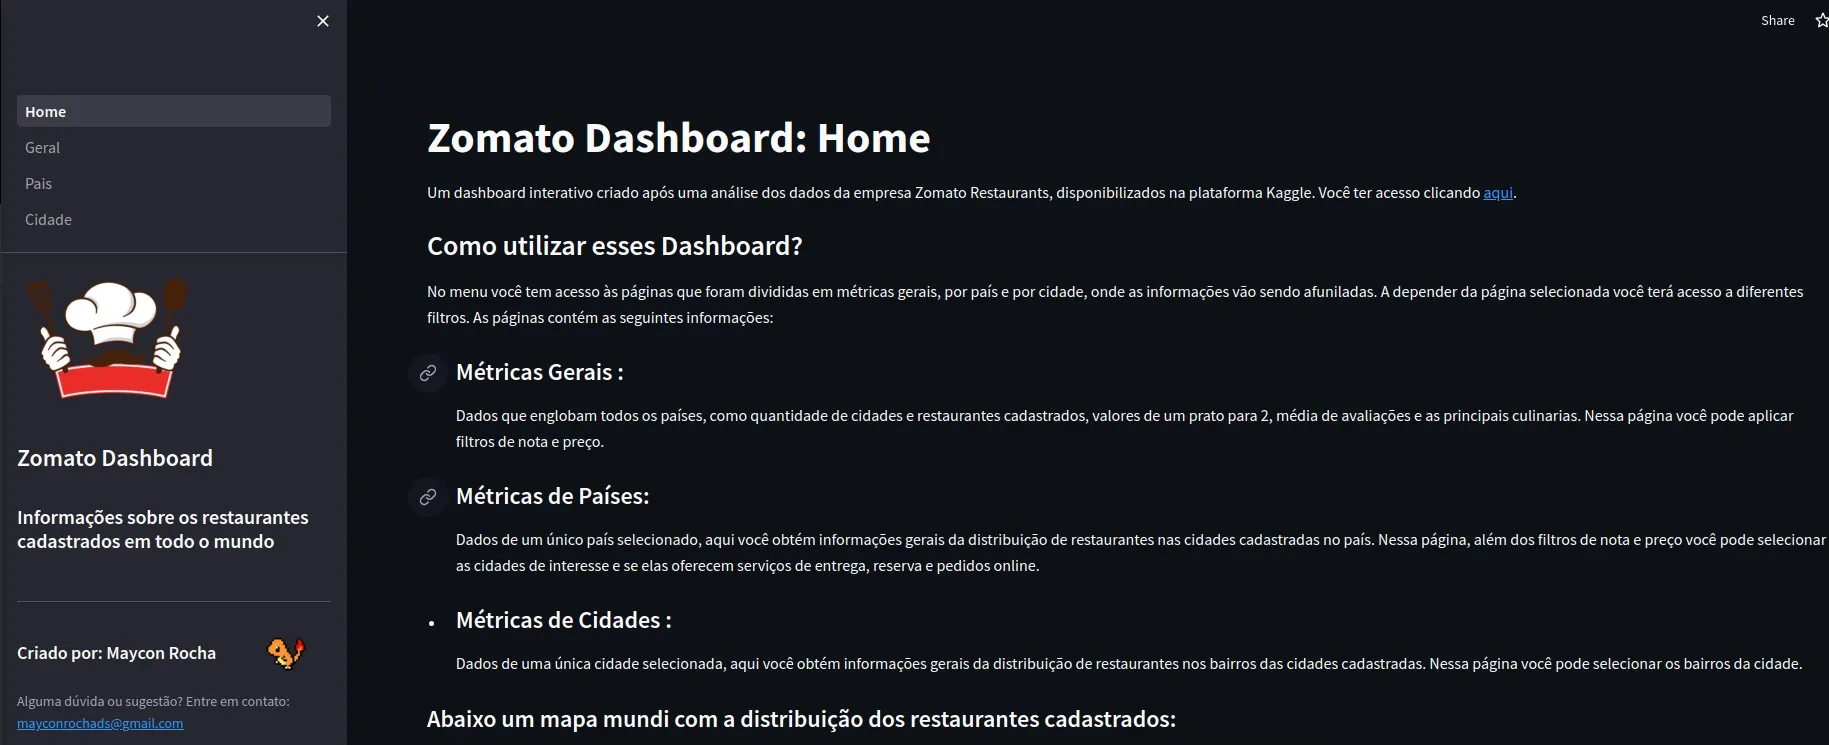 Share
Home
Geral
Pais
Cidade
Zomato Dashboard
Informações sobre os restaurantes
cadastrados em todo o mundo
Criado por: Maycon Rocha
Alguma dúvida ou sugestão? Entre em contato:
mayconrochads@gmail.com
Zomato Dashboard: Home
Um dashboard interativo criado após uma análise dos dados da empresa Zomato Restaurants, disponibilizados na plataforma Kaggle. Você ter acesso clicando aqui.
Como utilizar esses Dashboard?
No menu você tem acesso às páginas que foram divididas em métricas gerais, por país e por cidade, onde as informações vão sendo afuniladas. A depender da página selecionada você terá acesso a diferentes
filtros. As páginas contém as seguintes informações:
Métricas Gerais :
Dados que englobam todos os países, como quantidade de cidades e restaurantes cadastrados, valores de um prato para 2, média de avaliações e as principais culinarias. Nessa página você pode aplicar
filtros de nota e preço.
Métricas de Países:
Dados de um único país selecionado, aqui você obtém informações gerais da distribuição de restaurantes nas cidades cadastradas no país. Nessa página, além dos filtros de nota e preço você pode selecionar
as cidades de interesse e se elas oferecem serviços de entrega, reserva e pedidos online.
• Métricas de Cidades :
Dados de uma única cidade selecionada, aqui você obtém informações gerais da distribuição de restaurantes nos bairros das cidades cadastradas. Nessa página você pode selecionar os bairros da cidade.
Abaixo um mapa mundi com a distribuição dos restaurantes cadastrados: